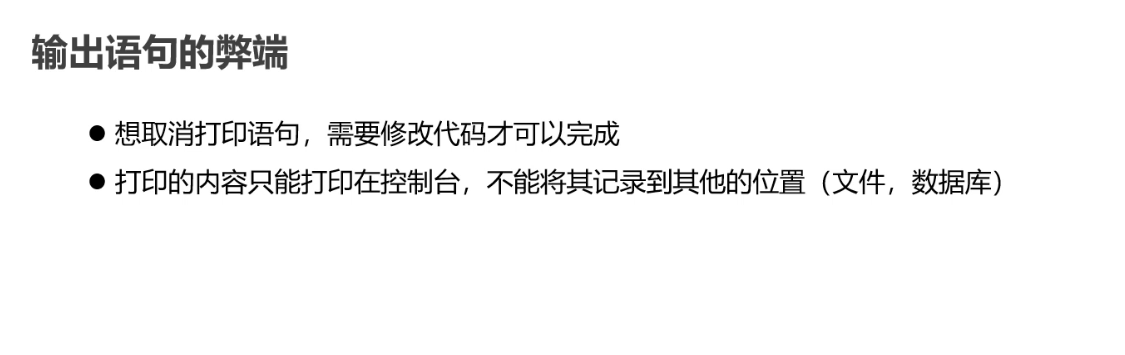 输出语句的弊端
● 想取消打印语句，需要修改代码才可以完成
● 打印的内容只能打印在控制台，不能将其记录到其他的位置（文件，数据库）